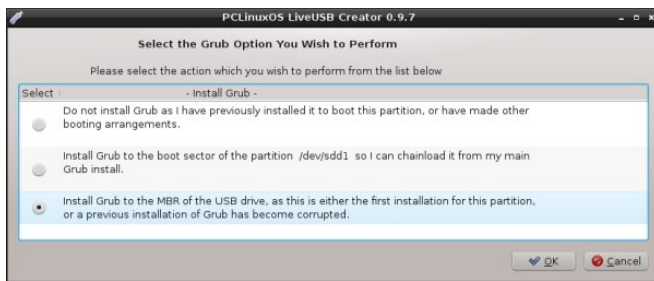 PCLinuxOS LiveUSB Creator 0.9.7
Select the Grub Option You Wish to Perform
Please select the action which you wish to perform from the list below
Select - Install Grub -
Do not install Grub as I have previously installed it to boot this partition, or have made other
booting arrangements.
Install Grub to the boot sector of the partition /dev/sdd1 so I can chainload it from my main
Grub install.
Install Grub to the MBR of the USB drive, as this is either the first installation for this partition,
or a previous installation of Grub has become corrupted.
OK Cancel